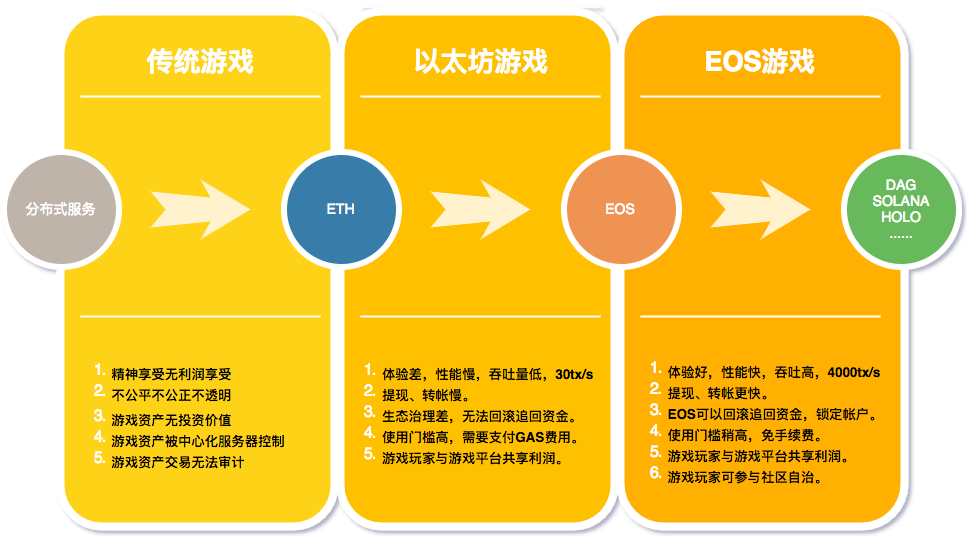 传统游戏
以太坊游戏
EOS游戏
分布式服务
ETH
EOS
DAG
SOLANA
HOLO
......
1. 精神享受无利润享受
2. 不公平不公正不透明
3. 游戏资产无投资价值
4. 游戏资产被中心化服务器控制
5. 游戏资产交易无法审计
1. 体验差，性能慢，吞吐量低，30tx/s
2. 提现、转帐慢。
3. 生态治理差，无法回滚追回资金。
4. 使用门槛高，需要支付GAS费用。
5. 游戏玩家与游戏平台共享利润。
1. 体验好，性能快，吞吐高，4000tx/s
2. 提现、转帐更快。
3. EOS可以回滚追回资金，锁定帐户。
4. 使用门槛稍高，免手续费。
5. 游戏玩家与游戏平台共享利润。
6. 游戏玩家可参与社区自治。